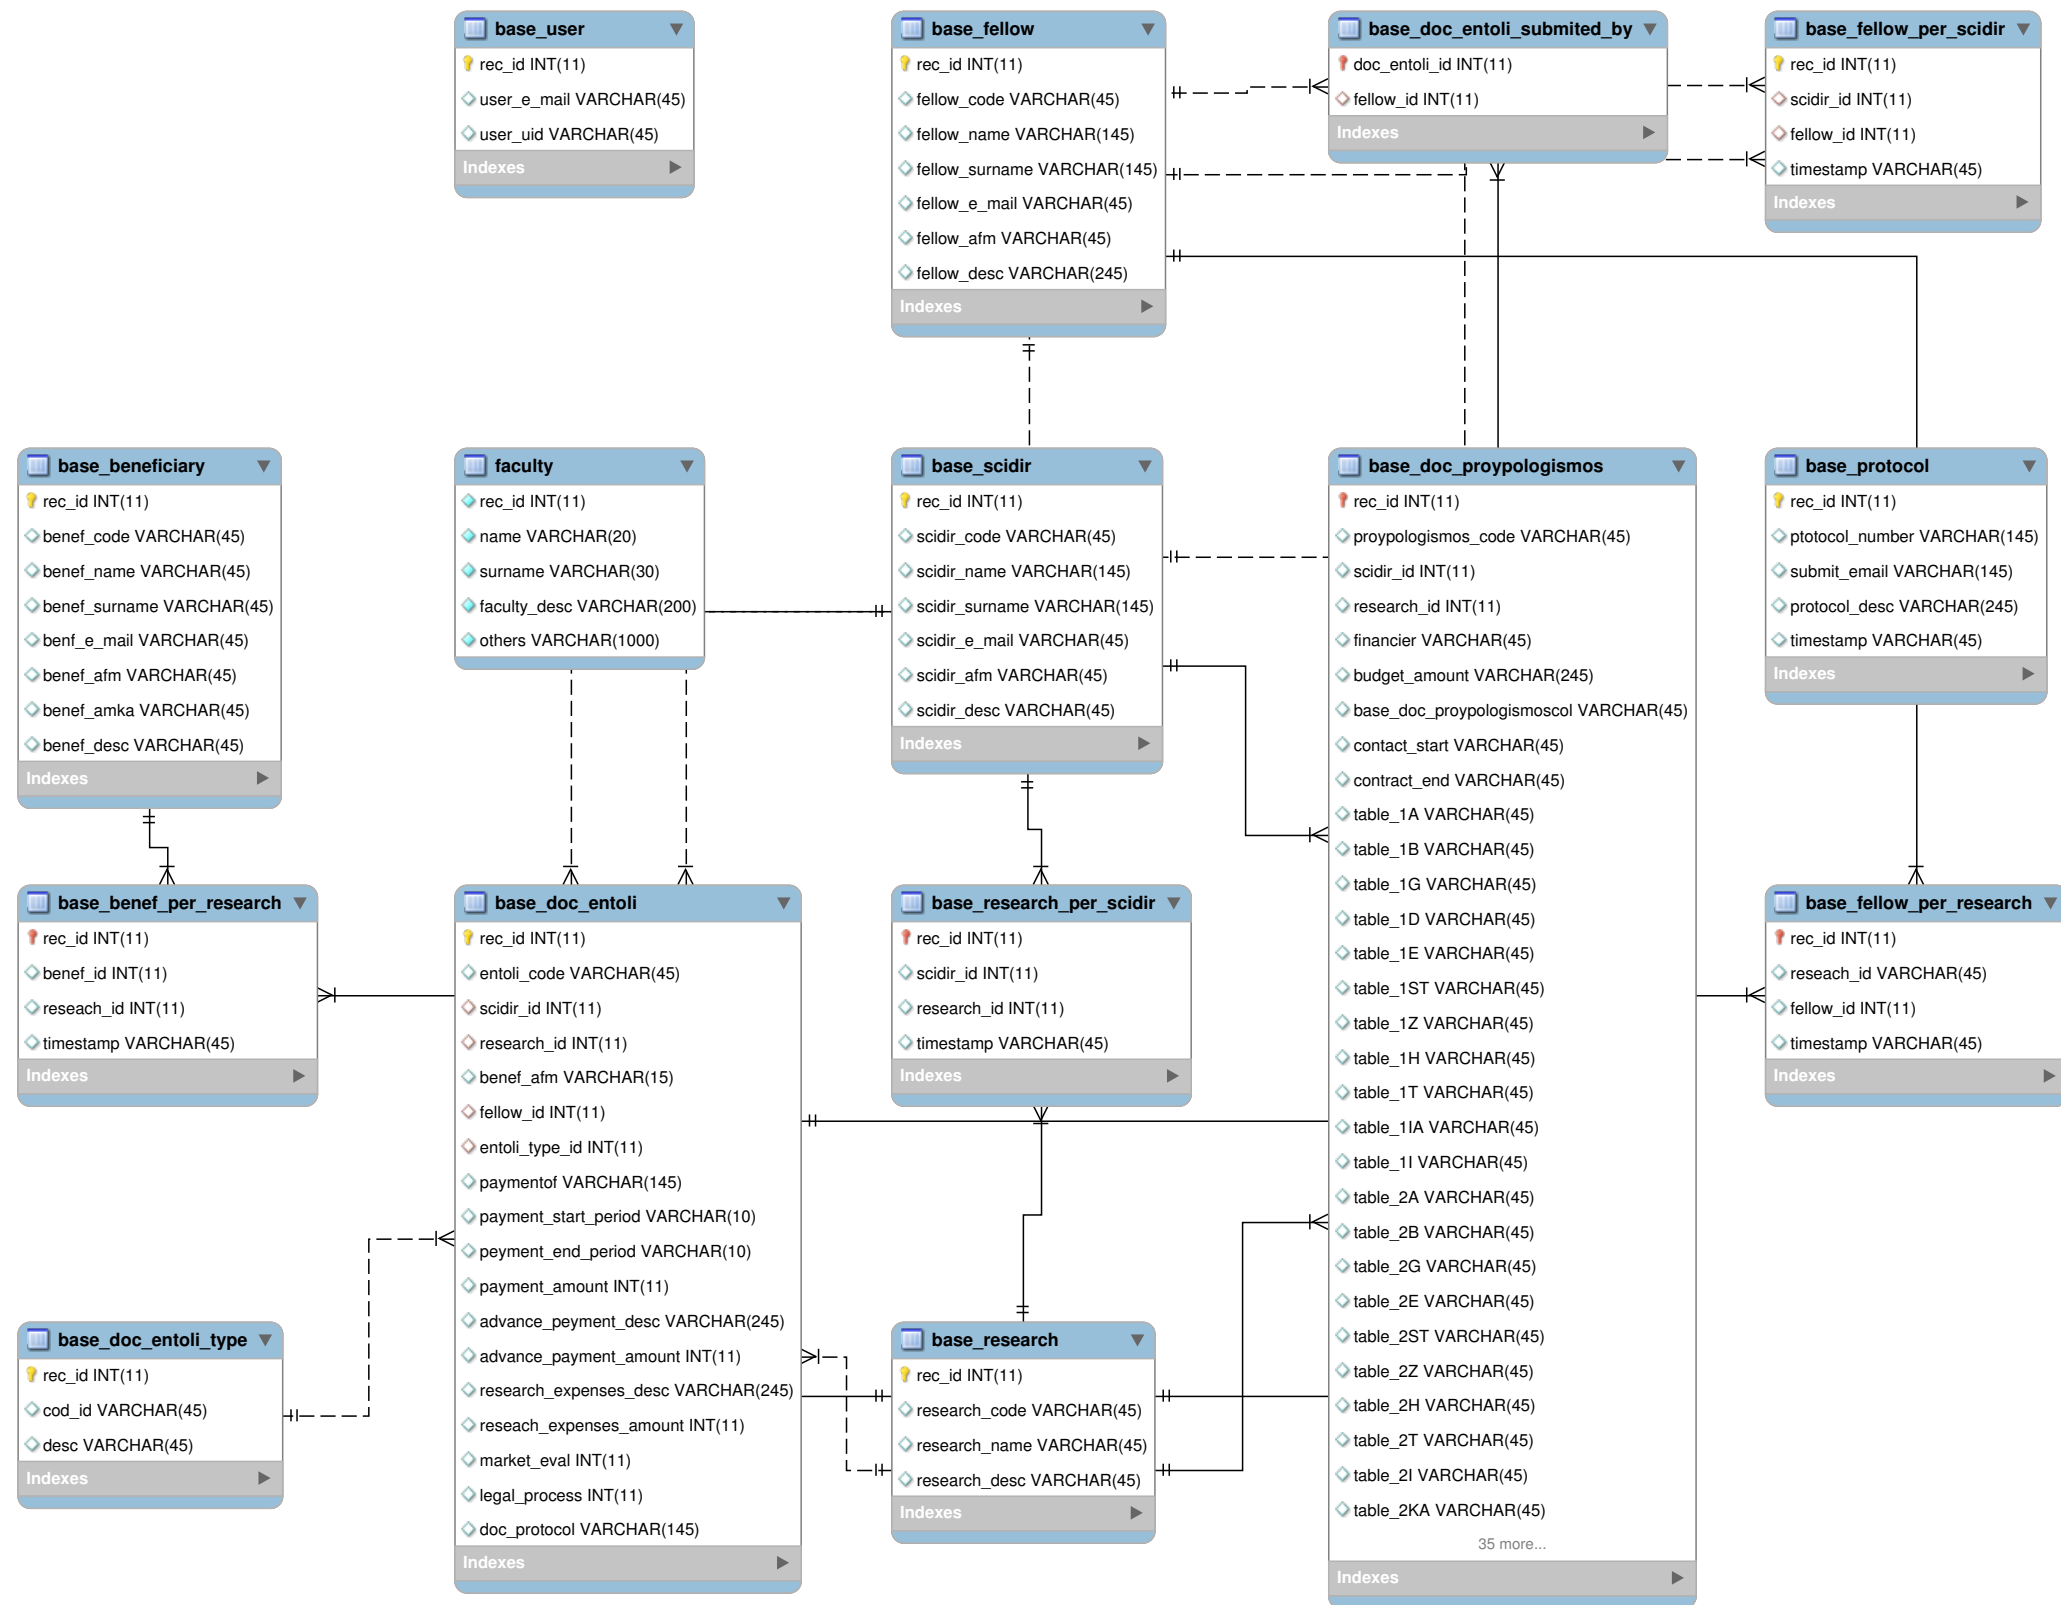 base_user
rec_id INT(11)
user_e_mail VARCHAR(45)
user_uid VARCHAR(45)
Indexes
base_fellow
rec_id INT(11)
fellow_code VARCHAR(45)
fellow_name VARCHAR(145)
fellow_surname VARCHAR(145)
fellow_e_mail VARCHAR(45)
fellow_afm VARCHAR(45)
fellow_desc VARCHAR(245)
Indexes
base_doc_entoli_submited_by
doc_entoli_id INT(11)
fellow_id INT(11)
Indexes
base_fellow_per_scidir
rec_id INT(11)
scidir_id INT(11)
fellow_id INT(11)
timestamp VARCHAR(45)
Indexes
base_beneficiary
rec_id INT(11)
benef_code VARCHAR(45)
benef_name VARCHAR(45)
benef_surname VARCHAR(45)
benf_e_mail VARCHAR(45)
benef_afm VARCHAR(45)
benef_amka VARCHAR(45)
benef_desc VARCHAR(45)
Indexes
faculty
rec_id INT(11)
name VARCHAR(20)
surname VARCHAR(30)
faculty_desc VARCHAR(200)
others VARCHAR(1000)
base_scidir
rec_id INT(11)
scidir_code VARCHAR(45)
scidir_name VARCHAR(145)
scidir_surname VARCHAR(145)
scidir_e_mail VARCHAR(45)
scidir_afm VARCHAR(45)
scidir_desc VARCHAR(45)
Indexes
base_doc_proypologismos
rec_id INT(11)
proypologismos_code VARCHAR(45)
scidir_id INT(11)
research_id INT(11)
financier VARCHAR(45)
budget_amount VARCHAR(245)
base_doc_proypologismoscol VARCHAR(45)
contact_start VARCHAR(45)
contract_end VARCHAR(45)
table_1A VARCHAR(45)
table_1B VARCHAR(45)
table_1G VARCHAR(45)
table_1D VARCHAR(45)
table_1E VARCHAR(45)
table_1ST VARCHAR(45)
table_1Z VARCHAR(45)
table_1H VARCHAR(45)
table_1T VARCHAR(45)
table_1IA VARCHAR(45)
table_1I VARCHAR(45)
table_2A VARCHAR(45)
table_2B VARCHAR(45)
table_2G VARCHAR(45)
table_2E VARCHAR(45)
table_2ST VARCHAR(45)
table_2Z VARCHAR(45)
table_2H VARCHAR(45)
table_2T VARCHAR(45)
table_2I VARCHAR(45)
table_2KA VARCHAR(45)
35 more...
Indexes
base_protocol
rec_id INT(11)
ptotocol_number VARCHAR(145)
submit_email VARCHAR(145)
protocol_desc VARCHAR(245)
timestamp VARCHAR(45)
Indexes
base_benef_per_research
rec_id INT(11)
benef_id INT(11)
reseach_id INT(11)
timestamp VARCHAR(45)
Indexes
base_doc_entoli
rec_id INT(11)
entoli_code VARCHAR(45)
scidir_id INT(11)
research_id INT(11)
benef_afm VARCHAR(15)
fellow_id INT(11)
entoli_type_id INT(11)
paymentof VARCHAR(145)
payment_start_period VARCHAR(10)
peyment_end_period VARCHAR(10)
payment_amount INT(11)
advance_peyment_desc VARCHAR(245)
advance_payment_amount INT(11)
research_expenses_desc VARCHAR(245)
reseach_expenses_amount INT(11)
market_eval INT(11)
legal_process INT(11)
doc_protocol VARCHAR(145)
Indexes
base_research_per_scidir
rec_id INT(11)
scidir_id INT(11)
research_id INT(11)
timestamp VARCHAR(45)
Indexes
base_fellow_per_research
rec_id INT(11)
reseach_id VARCHAR(45)
fellow_id INT(11)
timestamp VARCHAR(45)
Indexes
base_doc_entoli_type
rec_id INT(11)
cod_id VARCHAR(45)
desc VARCHAR(45)
Indexes
base_research
rec_id INT(11)
research_code VARCHAR(45)
research_name VARCHAR(45)
research_desc VARCHAR(45)
Indexes